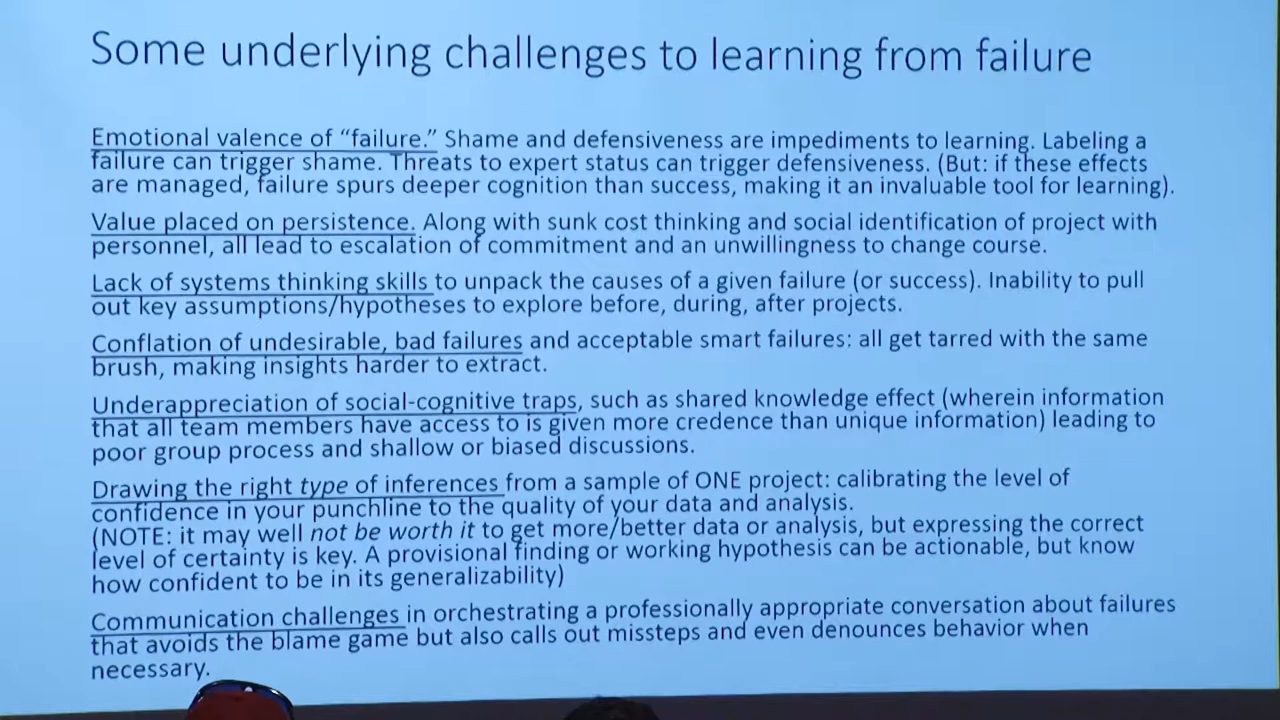 Some underlying challenges to learning from failure
Emotional valence of “failure.” Shame and defensiveness are impediments to learning. Labeling a
failure can trigger shame. Threats to expert status can trigger defensiveness. (But: if these effects
are managed, failure spurs deeper cognition than success, making it an invaluable tool for learning).
Value placed on persistence. Along with sunk cost thinking and social identification of project with
personnel, all lead to escalation of commitment and an unwillingness to change course.
Lack of systems thinking skills to unpack the causes of a given failure (or success). Inability to pull
out key assumptions/hypotheses to explore before, during, after projects.
Conflation of undesirable, bad failures and acceptable smart failures: all get tarred with the same
brush, making insights harder to extract.
Underappreciation of social-cognitive traps, such as shared knowledge effect (wherein information
that all team members have access to is given more credence than unique information) leading to
poor group process and shallow or biased discussions.
Drawing the right type of inferences from a sample of ONE project: calibrating the level of
confidence in your punchline to the quality of your data and analysis.
(NOTE: it may well not be worth it to get more/better data or analysis, but expressing the correct
level of certainty is key. A provisional finding or working hypothesis can be actionable, but know
how confident to be in its generalizability)
Communication challenges in orchestrating a professionally appropriate conversation about failures
that avoids the blame game but also calls out missteps and even denounces behavior when
necessary.